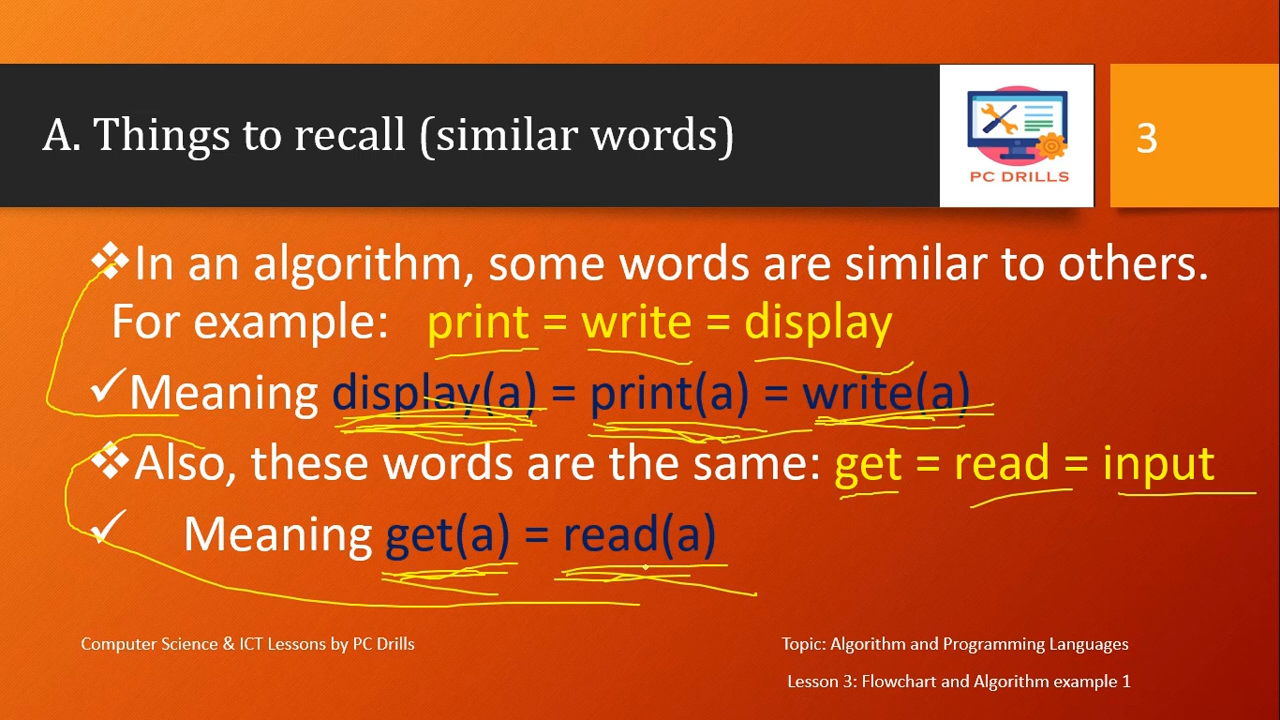 A. Things to recall (similar words)
PC DRILLS
3
❖In an algorithm, some words are similar to others.
For example: print = write = display
✓Meaning display(a) = print(a) = write(a)
❖Also, these words are the same: get = read = input
✓ Meaning get(a) = read(a)
Computer Science & ICT Lessons by PC Drills
Topic: Algorithm and Programming Languages
Lesson 3: Flowchart and Algorithm example 1